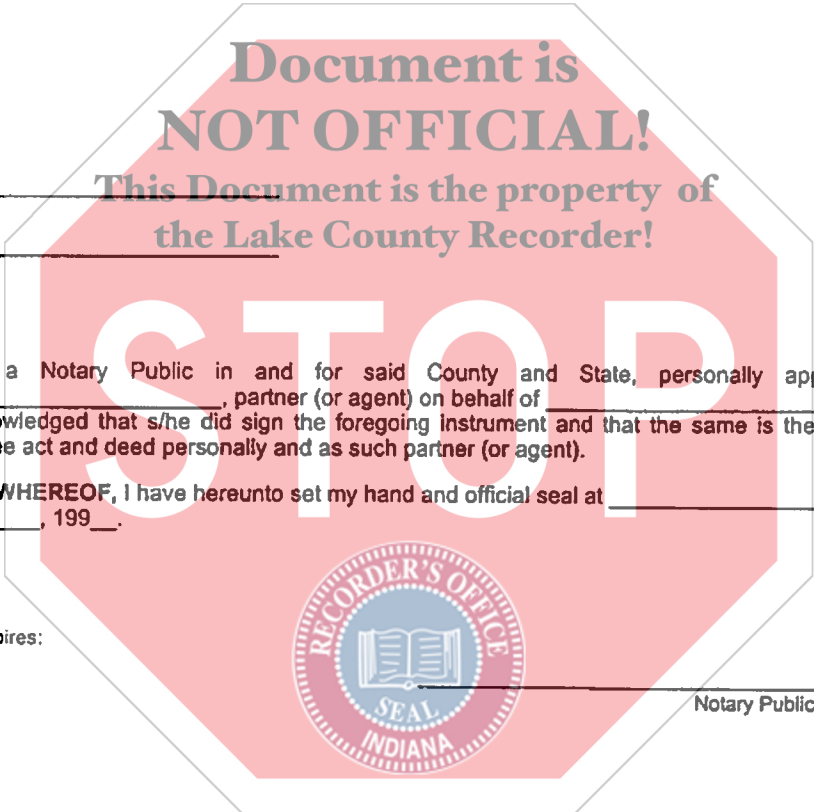 Document is
NOT OFFICIAL!
This Document is the property of
the Lake County Recorder!
STOP
a Notary Public in and for said County and State, personally app
, partner (or agent) on behalf of
wledged that s/he did sign the foregoing instrument and that the same is the
e act and deed personally and as such partner (or agent).
WHEREOF, I have hereunto set my hand and official seal at
, 199__.
RECORDER'S OFFICE
SEAL
INDIANA
ires:
Notary Public